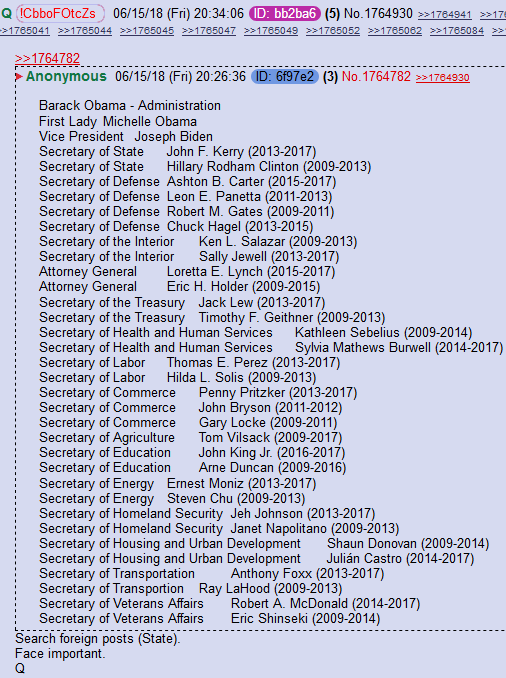 Q !CbboFOtcZs 06/15/18 (Fri) 20:34:06 ID: bb2ba6 (5) No.1764930 >>1764941
>>1765041 >>1765044 >>1765045 >>1765047 >>1765049 >>1765052 >>1765062 >>1765084
>>1764782
Anonymous 06/15/18 (Fri) 20:26:36 ID: 6f97e2 (3) No.1764782 >>1764930
Barack Obama - Administration
First Lady Michelle Obama
Vice President Joseph Biden
Secretary of State John F. Kerry (2013-2017)
Secretary of State Hillary Rodham Clinton (2009-2013)
Secretary of Defense Ashton B. Carter (2015-2017)
Secretary of Defense Leon E. Panetta (2011-2013)
Secretary of Defense Robert M. Gates (2009-2011)
Secretary of Defense Chuck Hagel (2013-2015)
Secretary of the Interior Ken L. Salazar (2009-2013)
Secretary of the Interior Sally Jewell (2013-2017)
Attorney General Loretta E. Lynch (2015-2017)
Attorney General Eric H. Holder (2009-2015)
Secretary of the Treasury Jack Lew (2013-2017)
Secretary of the Treasury Timothy F. Geithner (2009-2013)
Secretary of Health and Human Services Kathleen Sebelius (2009-2014)
Secretary of Health and Human Services Sylvia Mathews Burwell (2014-2017)
Secretary of Labor Thomas E. Perez (2013-2017)
Secretary of Labor Hilda L. Solis (2009-2013)
Secretary of Commerce Penny Pritzker (2013-2017)
Secretary of Commerce John Bryson (2011-2012)
Secretary of Commerce Gary Locke (2009-2011)
Secretary of Agriculture Tom Vilsack (2009-2017)
Secretary of Education John King Jr. (2016-2017)
Secretary of Education Arne Duncan (2009-2016)
Secretary of Energy Ernest Moniz (2013-2017)
Secretary of Energy Steven Chu (2009-2013)
Secretary of Homeland Security Jeh Johnson (2013-2017)
Secretary of Homeland Security Janet Napolitano (2009-2013)
Secretary of Housing and Urban Development Shaun Donovan (2009-2014)
Secretary of Housing and Urban Development Julián Castro (2014-2017)
Secretary of Transportation Anthony Foxx (2013-2017)
Secretary of Transportion Ray LaHood (2009-2013)
Secretary of Veterans Affairs Robert A. McDonald (2014-2017)
Secretary of Veterans Affairs Eric Shinseki (2009-2014)
Search foreign posts (State).
Face important.
Q